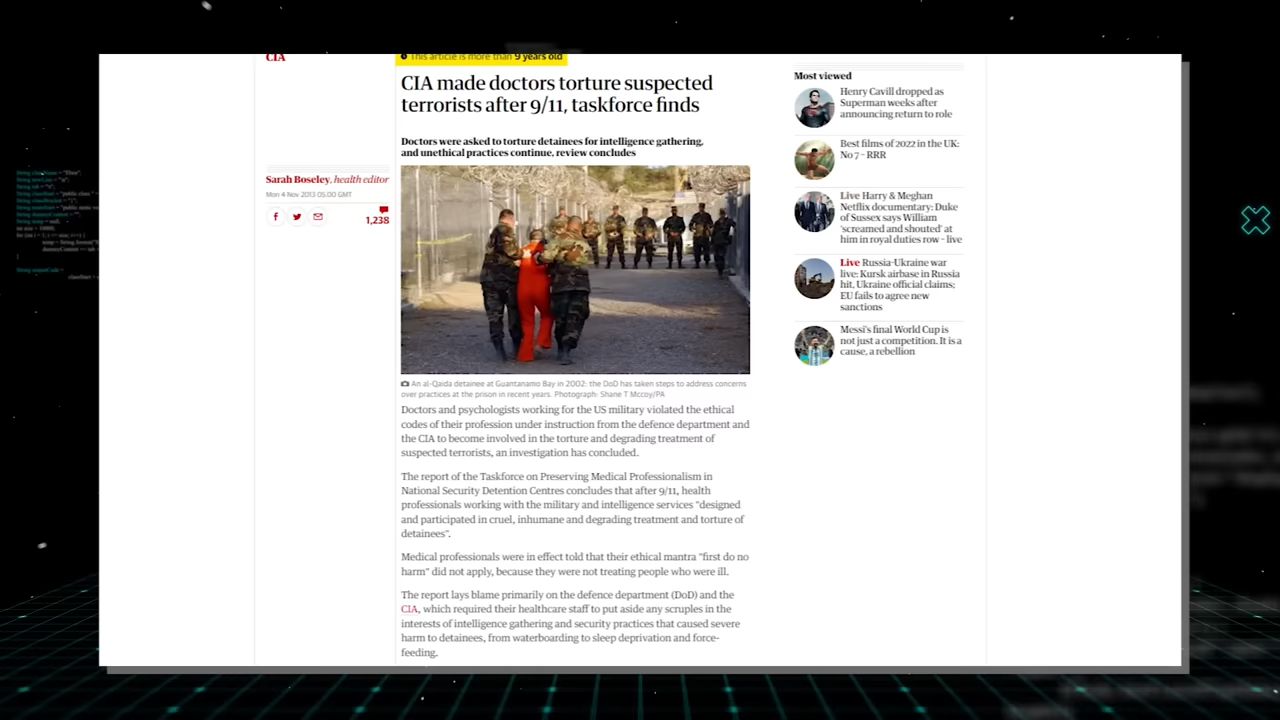 CIA
This article is more than 9 years old
CIA made doctors torture suspected
terrorists after 9/11, taskforce finds
Doctors were asked to torture detainees for intelligence gathering,
and unethical practices continue, review concludes
Sarah Boseley, health editor
Mon 4 Nov 2013 05.00 GMT
1,238
An al-Qaida detainee at Guantanamo Bay in 2002: the DoD has taken steps to address concerns
over practices at the prison in recent years. Photograph: Shane T Mccoy/PA
Doctors and psychologists working for the US military violated the ethical
codes of their profession under instruction from the defence department and
the CIA to become involved in the torture and degrading treatment of
suspected terrorists, an investigation has concluded.
The report of the Taskforce on Preserving Medical Professionalism in
National Security Detention Centres concludes that after 9/11, health
professionals working with the military and intelligence services "designed
and participated in cruel, inhumane and degrading treatment and torture of
detainees".
Medical professionals were in effect told that their ethical mantra "first do no
harm" did not apply, because they were not treating people who were ill.
The report lays blame primarily on the defence department (DoD) and the
CIA, which required their healthcare staff to put aside any scruples in the
interests of intelligence gathering and security practices that caused severe
harm to detainees, from waterboarding to sleep deprivation and force-
feeding.
Most viewed
Henry Cavill dropped as
Superman weeks after
announcing return to role
Best films of 2022 in the UK:
No 7 – RRR
Live Harry & Meghan
Netflix documentary: Duke
of Sussex says William
'screamed and shouted' at
him in royal duties row – live
Live Russia-Ukraine war
live: Kursk airbase in Russia
hit, Ukraine official claims;
EU fails to agree new
sanctions
Messi's final World Cup is
not just a competition. It is a
cause, a rebellion